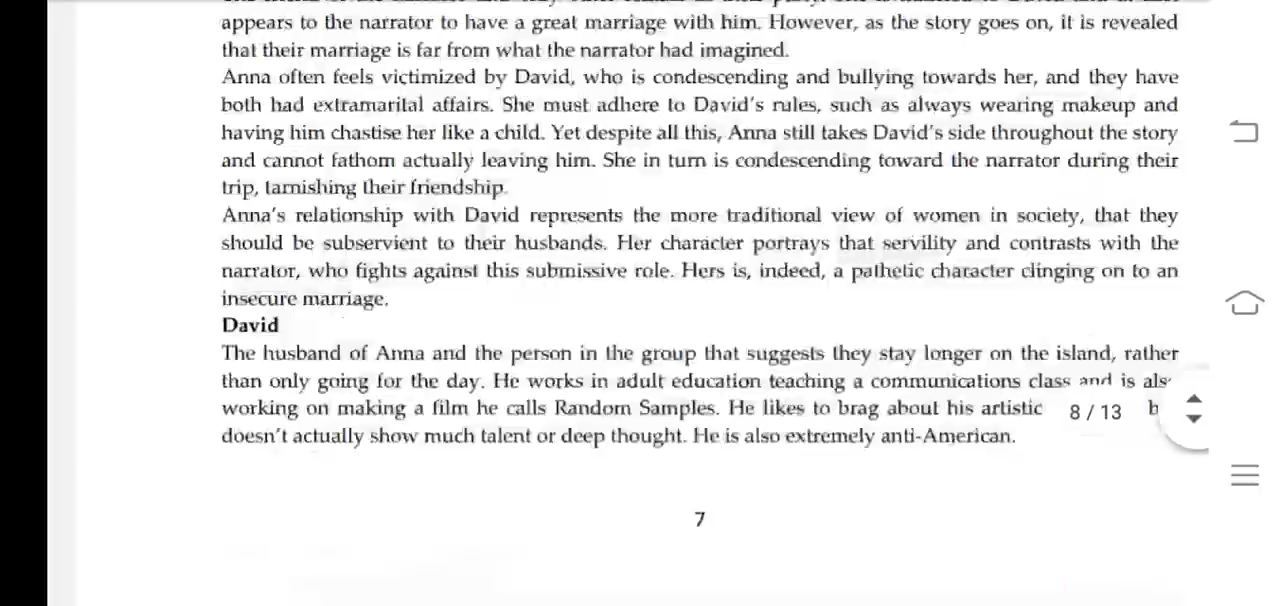 appears to the narrator to have a great marriage with him. However, as the story goes on, it is revealed
that their marriage is far from what the narrator had imagined.
Anna often feels victimized by David, who is condescending and bullying towards her, and they have
both had extramarital affairs. She must adhere to David's rules, such as always wearing makeup and
having him chastise her like a child. Yet despite all this, Anna still takes David's side throughout the story
and cannot fathom actually leaving him. She in turn is condescending toward the narrator during their
trip, tarnishing their friendship.
Anna's relationship with David represents the more traditional view of women in society, that they
should be subservient to their husbands. Her character portrays that servility and contrasts with the
narrator, who fights against this submissive role. Hers is, indeed, a pathetic character clinging on to an
insecure marriage.
David
The husband of Anna and the person in the group that suggests they stay longer on the island, rather
than only going for the day. He works in adult education teaching a communications class and is als
working on making a film he calls Random Samples. He likes to brag about his artistic 8 / 13 b
doesn't actually show much talent or deep thought. He is also extremely anti-American.
7